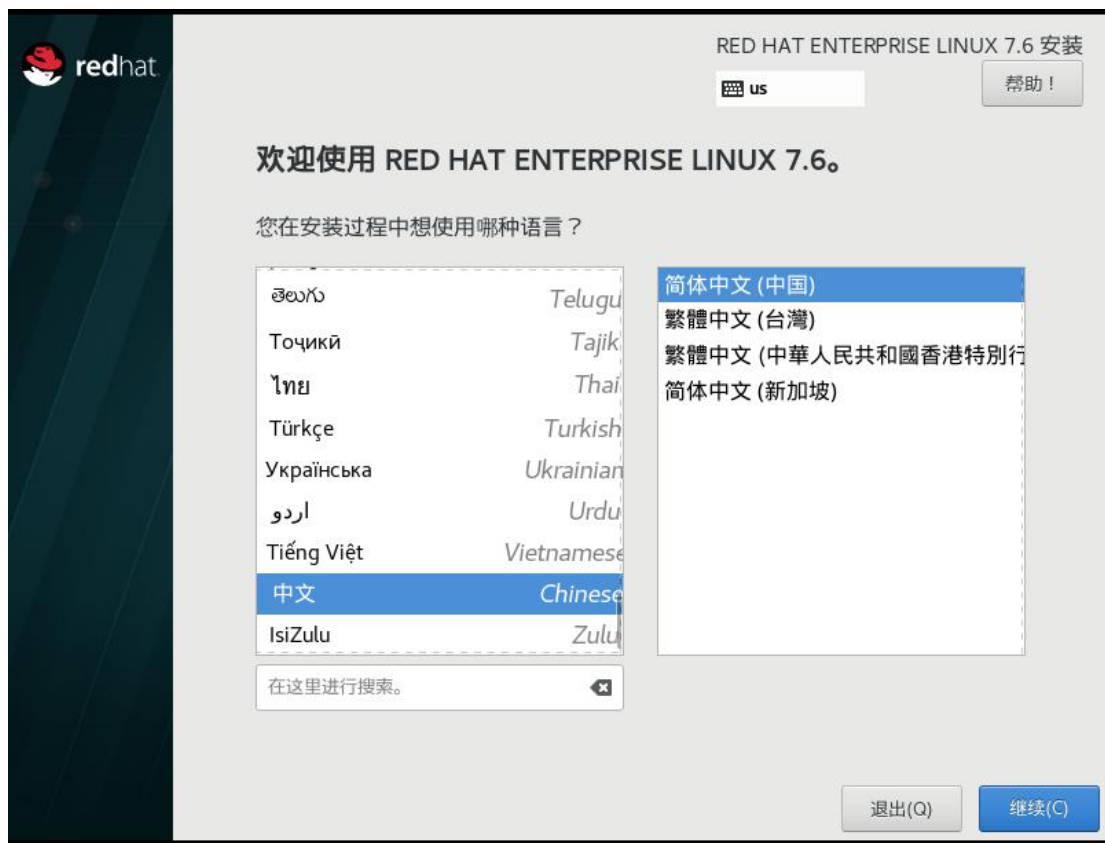 redhat.
RED HAT ENTERPRISE LINUX 7.6 安装
us
帮助！
欢迎使用 RED HAT ENTERPRISE LINUX 7.6。
您在安装过程中想使用哪种语言？
తెలుగు Telugu
Тоҷикӣ Tajik
ไทย Thai
Türkçe Turkish
Українська Ukrainian
اردو Urdu
Tiếng Việt Vietnamese
中文 Chinese
IsiZulu Zulu
简体中文 (中国)
繁體中文 (台灣)
繁體中文 (中華人民共和國香港特別行
简体中文 (新加坡)
在这里进行搜索。
退出(Q)
继续(C)